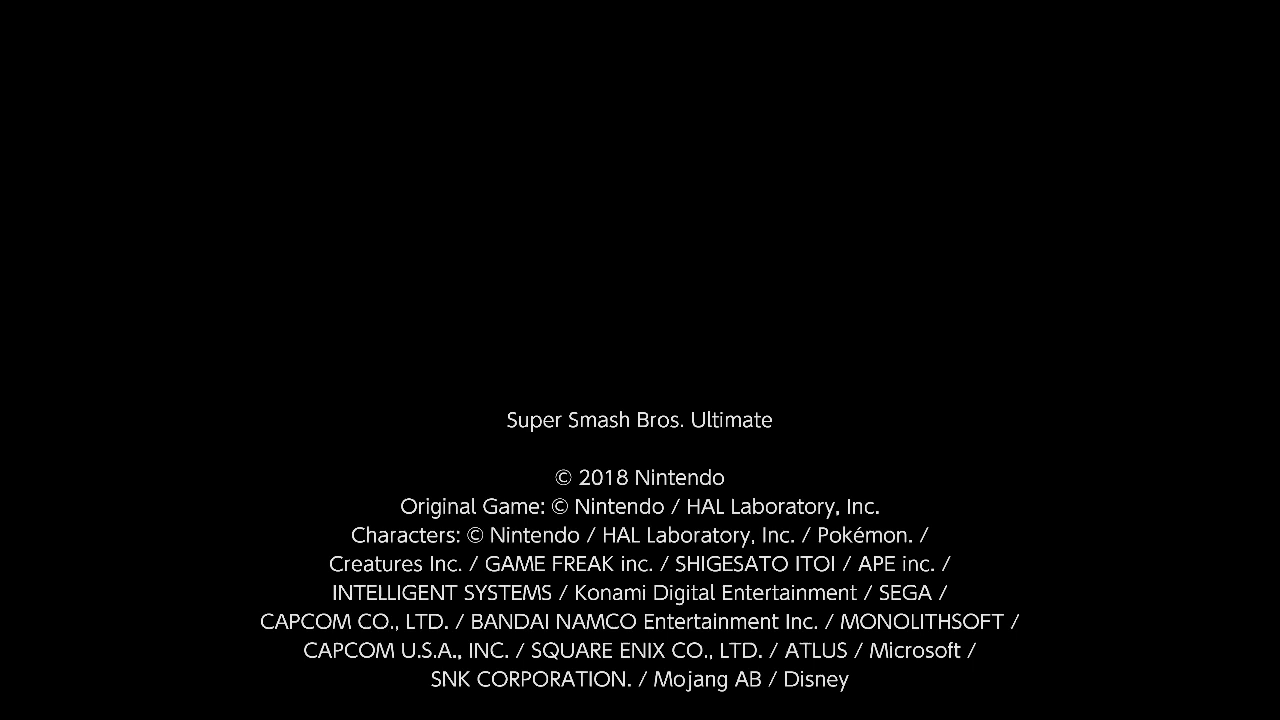 Super Smash Bros. Ultimate
© 2018 Nintendo
Original Game: © Nintendo / HAL Laboratory, Inc.
Characters: © Nintendo / HAL Laboratory, Inc. / Pokémon. /
Creatures Inc. / GAME FREAK inc. / SHIGESATO ITOI / APE inc. /
INTELLIGENT SYSTEMS / Konami Digital Entertainment / SEGA /
CAPCOM CO., LTD. / BANDAI NAMCO Entertainment Inc. / MONOLITHSOFT /
CAPCOM U.S.A., INC. / SQUARE ENIX CO., LTD. / ATLUS / Microsoft /
SNK CORPORATION. / Mojang AB / Disney